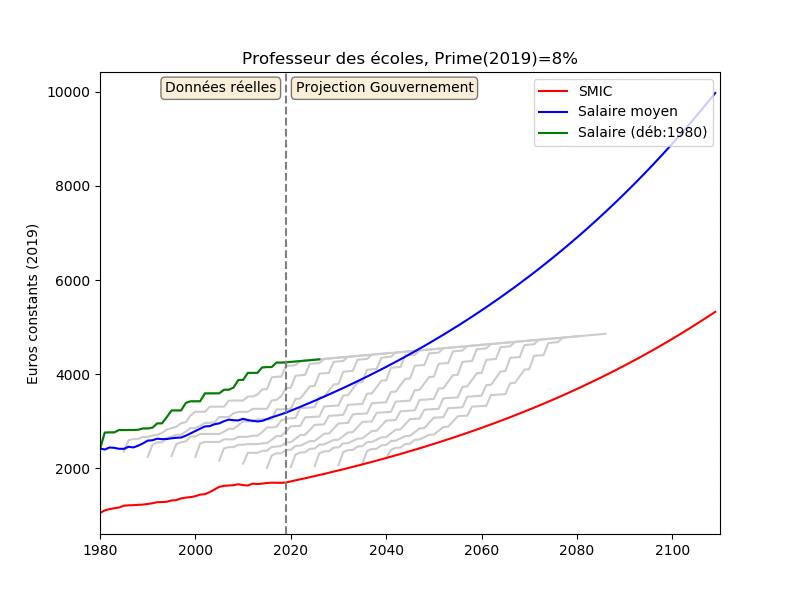 Professeur des écoles, Prime(2019)=8%
Données réelles
Projection Gouvernement
SMIC
Salaire moyen
Salaire (déb:1980)
Euros constants (2019)
10000
8000
6000
4000
2000
1980
2000
2020
2040
2060
2080
2100